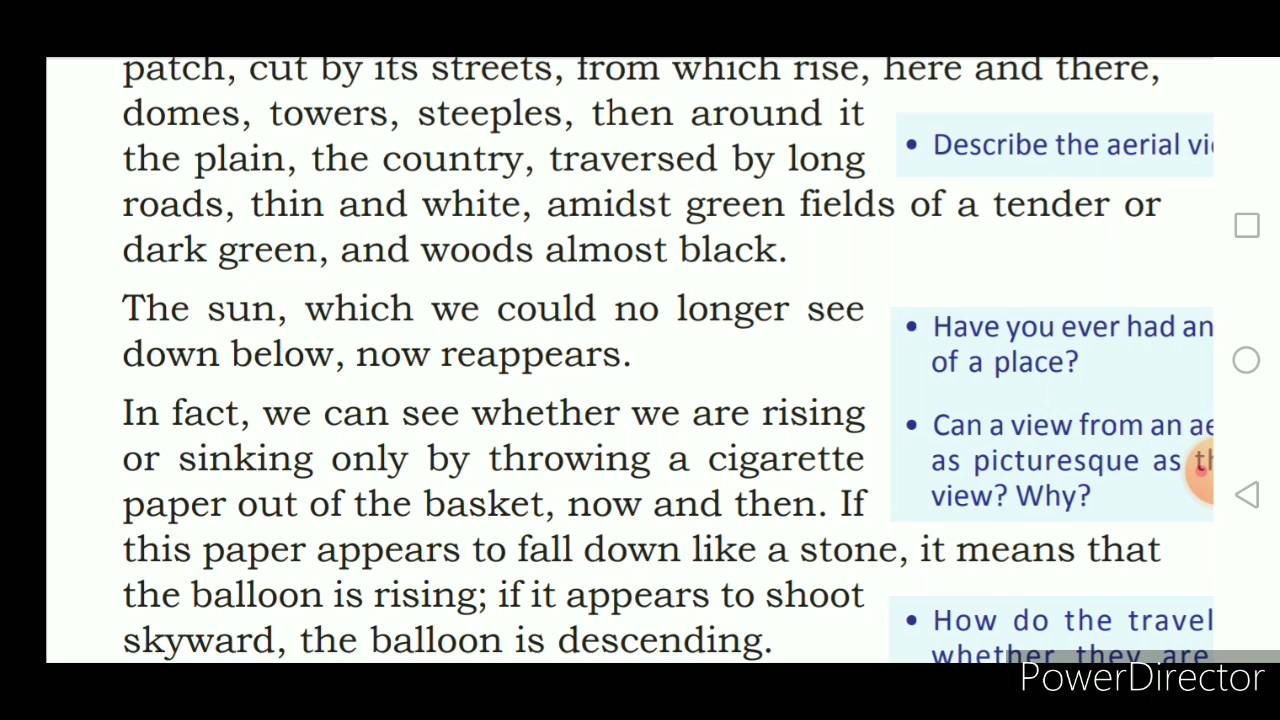 patch, cut by its streets, from which rise, here and there,
domes, towers, steeples, then around it
the plain, the country, traversed by long
roads, thin and white, amidst green fields of a tender or
dark green, and woods almost black.
The sun, which we could no longer see
down below, now reappears.
In fact, we can see whether we are rising
or sinking only by throwing a cigarette
paper out of the basket, now and then. If
this paper appears to fall down like a stone, it means that
the balloon is rising; if it appears to shoot
skyward, the balloon is descending.
• Describe the aerial
• Have you ever had an
of a place?
• Can a view from an
as picturesque as
view? Why?
• How do the
whether they are
PowerDirector